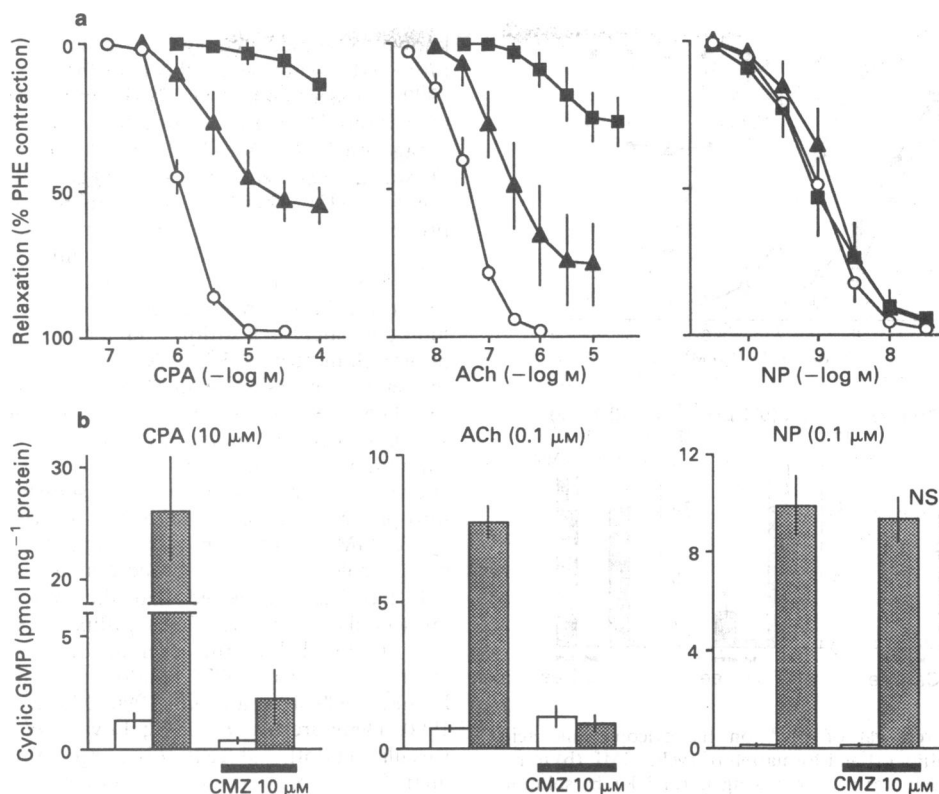 a
Relaxation (% PHE contraction)
0
50
100
7 6 5 4
CPA (−log M)
8 7 6 5
ACh (−log M)
10 9 8
NP (−log M)
b
Cyclic GMP (pmol mg⁻¹ protein)
CPA (10 μM)
30
20
5
0
CMZ 10 μM
ACh (0.1 μM)
10
5
0
CMZ 10 μM
NP (0.1 μM)
12
8
4
0
NS
CMZ 10 μM